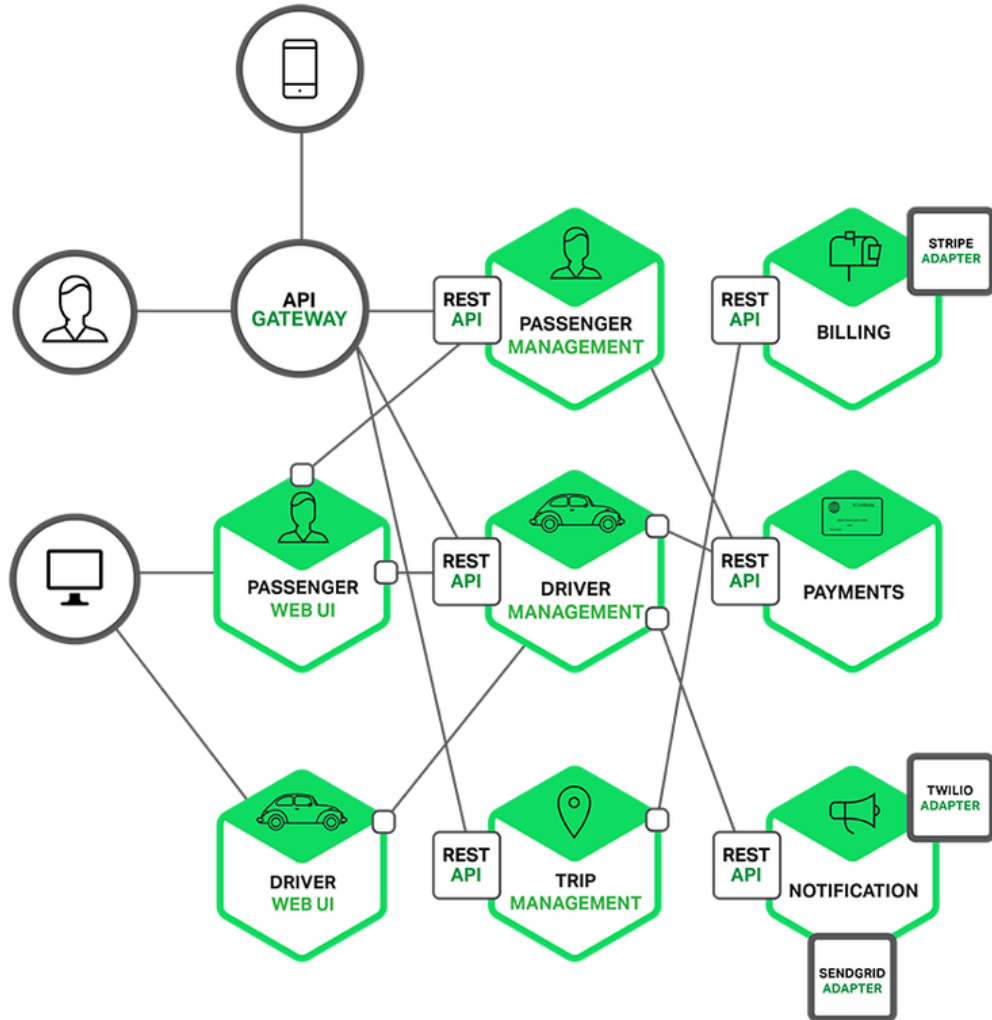 API
GATEWAY
REST
API
PASSENGER
MANAGEMENT
REST
API
BILLING
STRIPE
ADAPTER
PASSENGER
WEB UI
REST
API
DRIVER
MANAGEMENT
REST
API
PAYMENTS
DRIVER
WEB UI
REST
API
TRIP
MANAGEMENT
REST
API
NOTIFICATION
TWILIO
ADAPTER
SENDGRID
ADAPTER